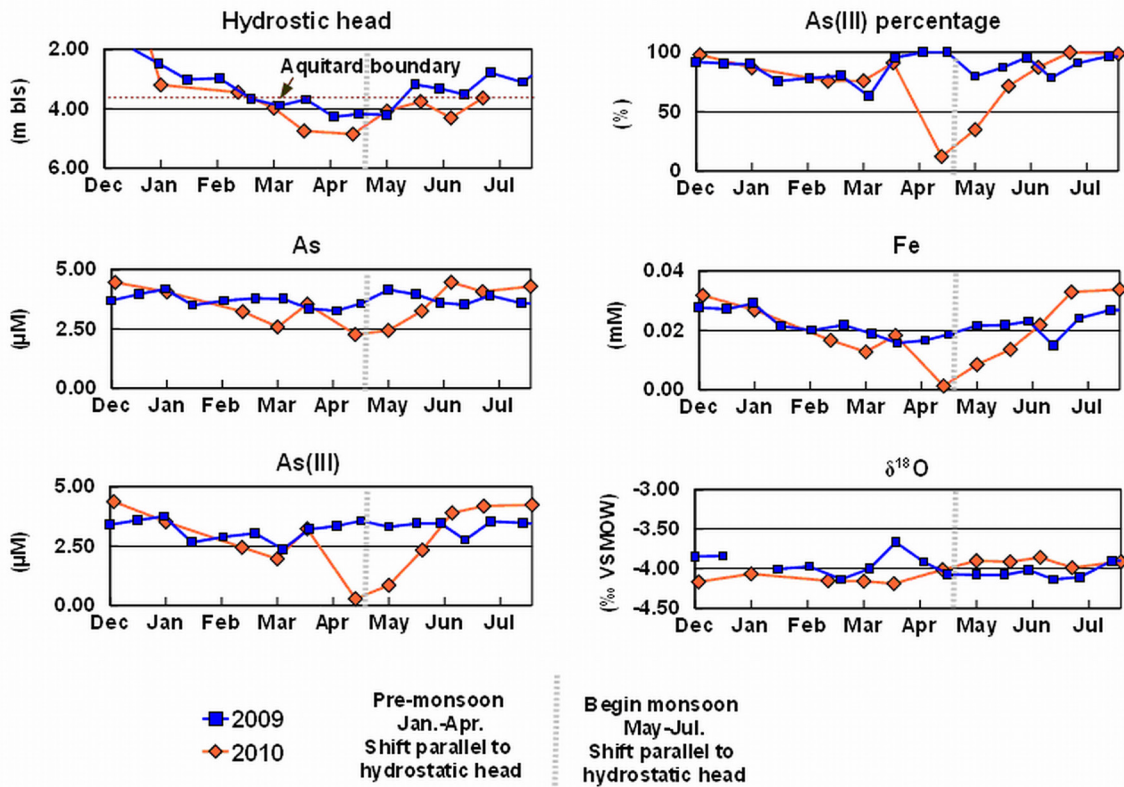 Hydrostic head
2.00
4.00
6.00
(m bls)
Aquitard boundary
Dec Jan Feb Mar Apr May Jun Jul
As(III) percentage
100
50
0
(%)
Dec Jan Feb Mar Apr May Jun Jul
As
5.00
2.50
0.00
(µM)
Dec Jan Feb Mar Apr May Jun Jul
Fe
0.04
0.02
0.00
(mM)
Dec Jan Feb Mar Apr May Jun Jul
As(III)
5.00
2.50
0.00
(µM)
Dec Jan Feb Mar Apr May Jun Jul
δ¹⁸O
-3.00
-3.50
-4.00
-4.50
(‰ VSMOW)
Dec Jan Feb Mar Apr May Jun Jul
2009
2010
Pre-monsoon
Jan.-Apr.
Shift parallel to
hydrostatic head
Begin monsoon
May-Jul.
Shift parallel to
hydrostatic head